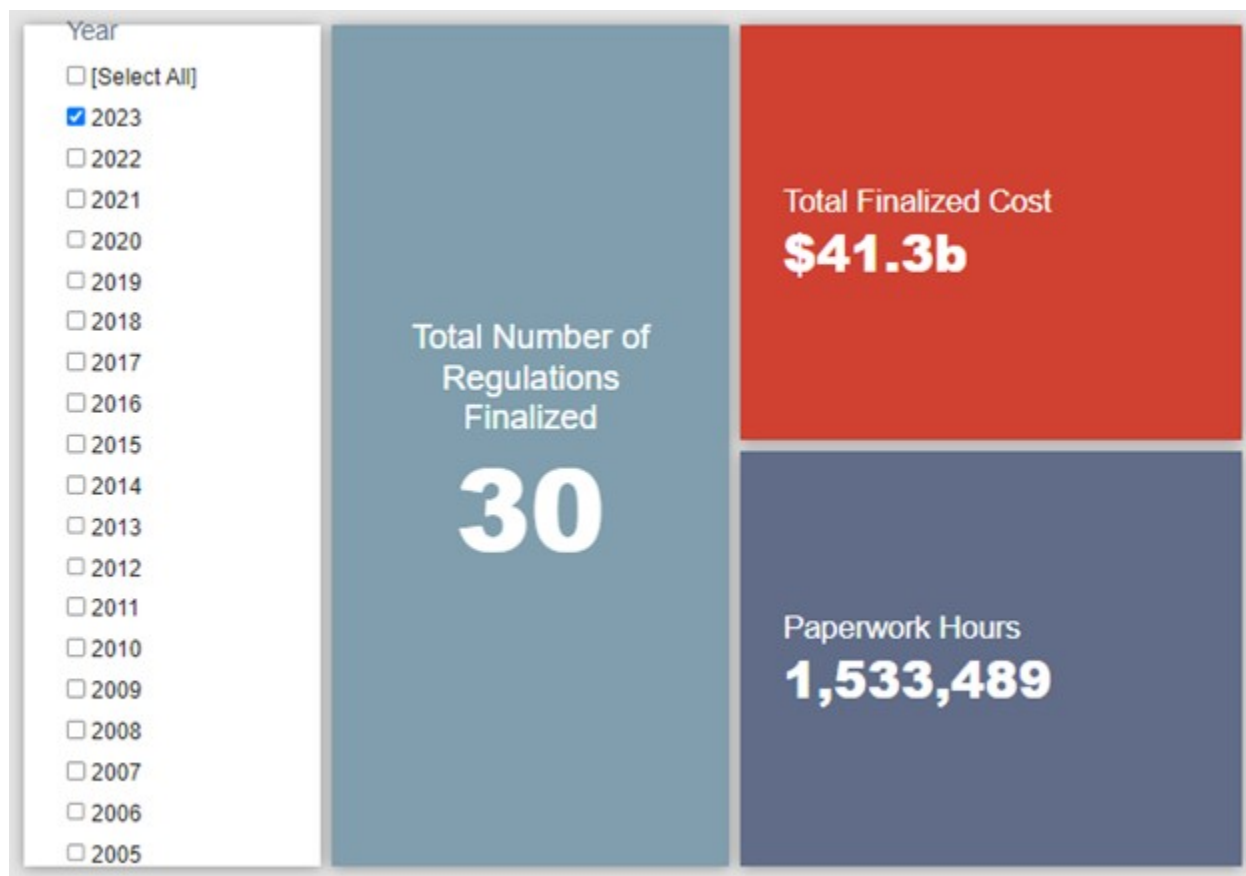 Year
[Select All]
2023
2022
2021
2020
2019
2018
2017
2016
2015
2014
2013
2012
2011
2010
2009
2008
2007
2006
2005
Total Number of
Regulations
Finalized
30
Total Finalized Cost
$41.3b
Paperwork Hours
1,533,489